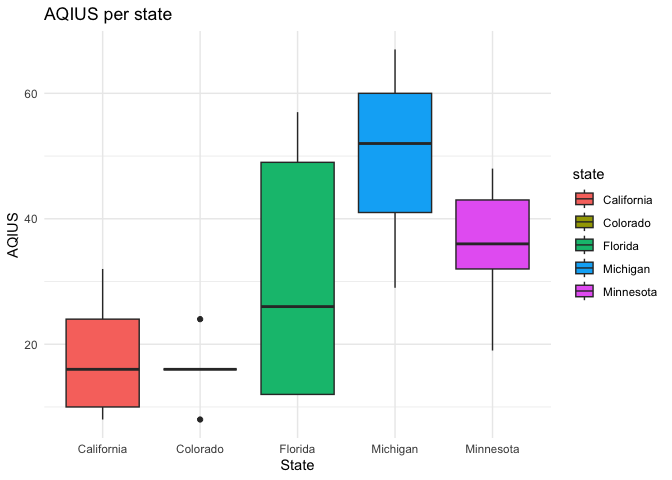 AQIUS per state
AQIUS
60
40
20
California
Colorado
Florida
Michigan
Minnesota
State
state
California
Colorado
Florida
Michigan
Minnesota